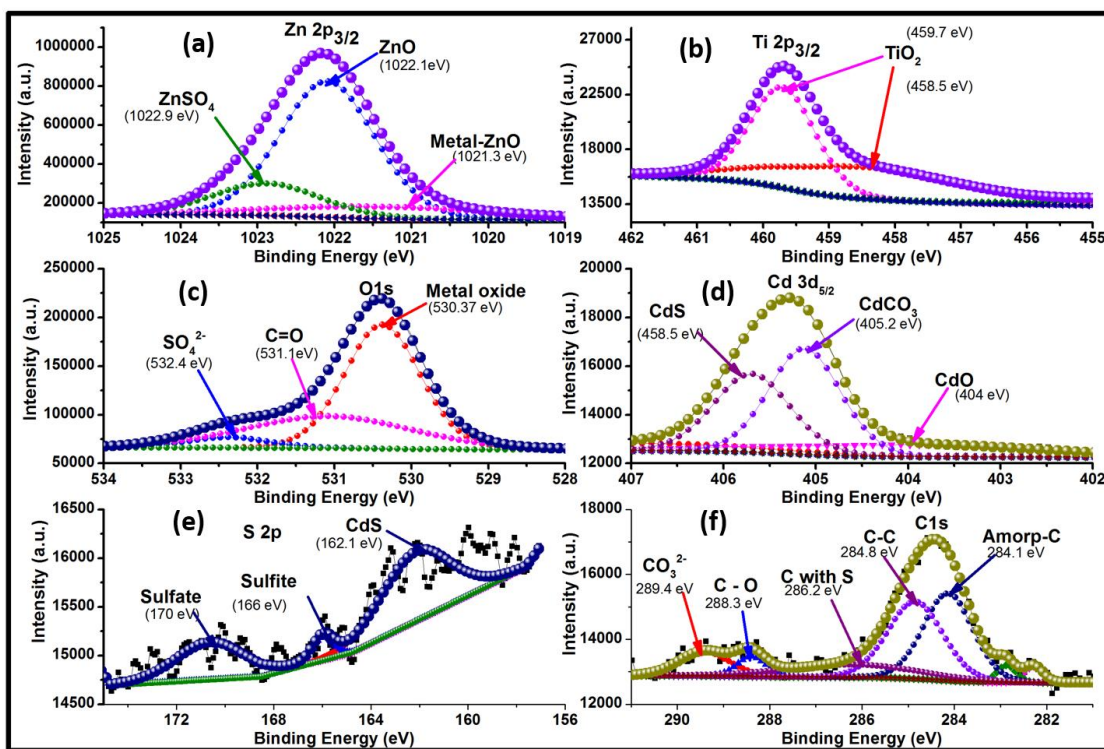 (a)
Zn 2p3/2
ZnO
(1022.1eV)
ZnSO4
(1022.9 eV)
Metal-ZnO
(1021.3 eV)
1000000
800000
600000
400000
200000
Intensity (a.u.)
1025 1024 1023 1022 1021 1020 1019
Binding Energy (eV)
(b)
Ti 2p3/2
(459.7 eV)
TiO2
(458.5 eV)
27000
22500
18000
13500
Intensity (a.u.)
462 461 460 459 458 457 456 455
Binding Energy (eV)
(c)
O1s
Metal oxide
(530.37 eV)
C=O
(531.1eV)
SO4 2-
(532.4 eV)
250000
200000
150000
100000
50000
Intensity (a.u.)
534 533 532 531 530 529 528
Binding Energy (eV)
(d)
Cd 3d5/2
CdS
(458.5 eV)
CdCO3
(405.2 eV)
CdO
(404 eV)
20000
18000
16000
14000
12000
Intensity (a.u.)
407 406 405 404 403 402
Binding Energy (eV)
(e)
S 2p
CdS
(162.1 eV)
Sulfite
(166 eV)
Sulfate
(170 eV)
16500
16000
15500
15000
14500
Intensity (a.u.)
172 168 164 160 156
Binding Energy (eV)
(f)
C1s
C-C
284.8 eV
Amorp-C
284.1 eV
CO3 2-
289.4 eV
C - O
288.3 eV
C with S
286.2 eV
18000
16000
14000
12000
Intensity (a.u.)
290 288 286 284 282
Binding Energy (eV)